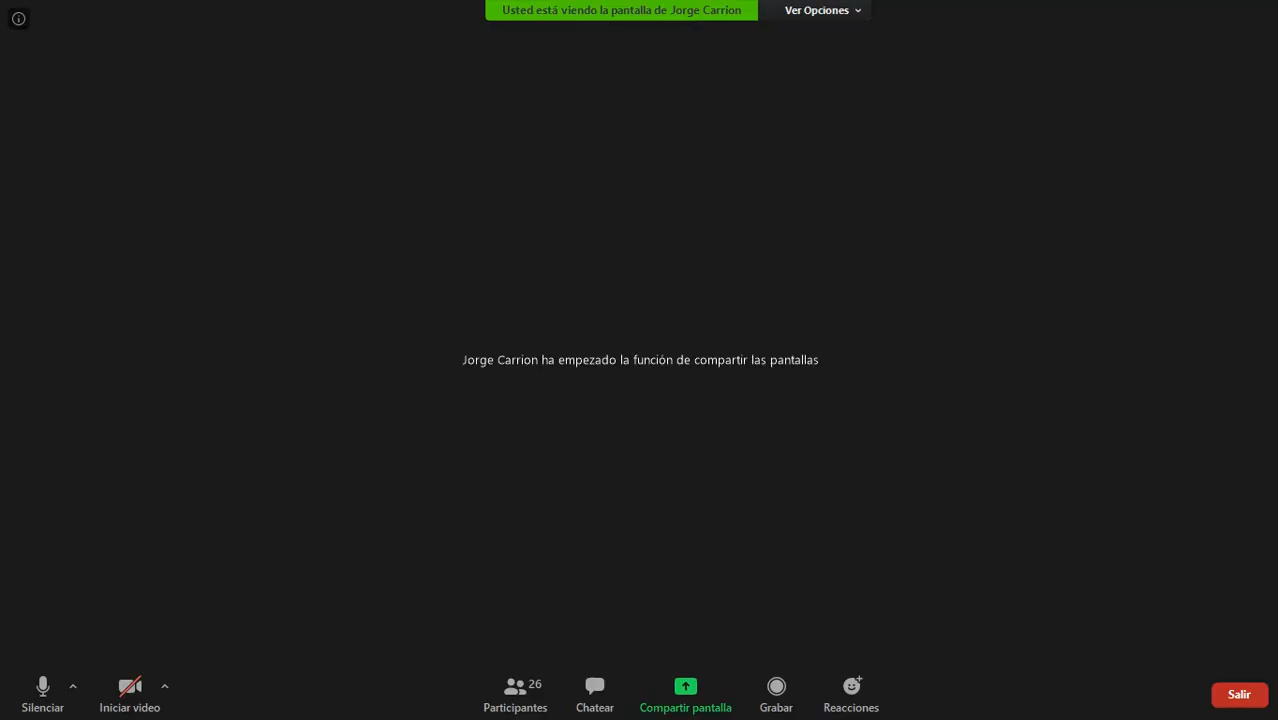 Usted está viendo la pantalla de Jorge Carrion
Ver Opciones
Jorge Carrion ha empezado la función de compartir las pantallas
Silenciar
Iniciar video
26
Participantes
Chatear
Compartir pantalla
Grabar
Reacciones
Salir